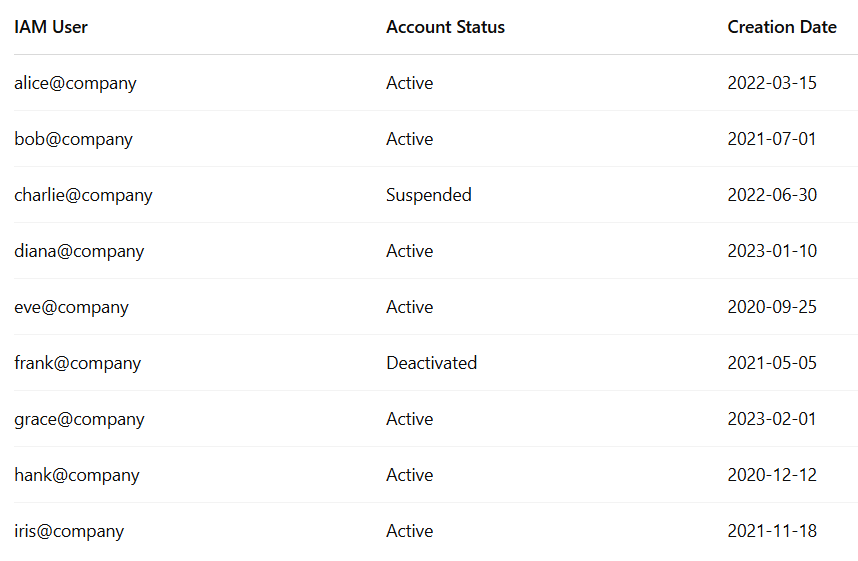 IAM User Account Status Creation Date
alice@company Active 2022-03-15
bob@company Active 2021-07-01
charlie@company Suspended 2022-06-30
diana@company Active 2023-01-10
eve@company Active 2020-09-25
frank@company Deactivated 2021-05-05
grace@company Active 2023-02-01
hank@company Active 2020-12-12
iris@company Active 2021-11-18